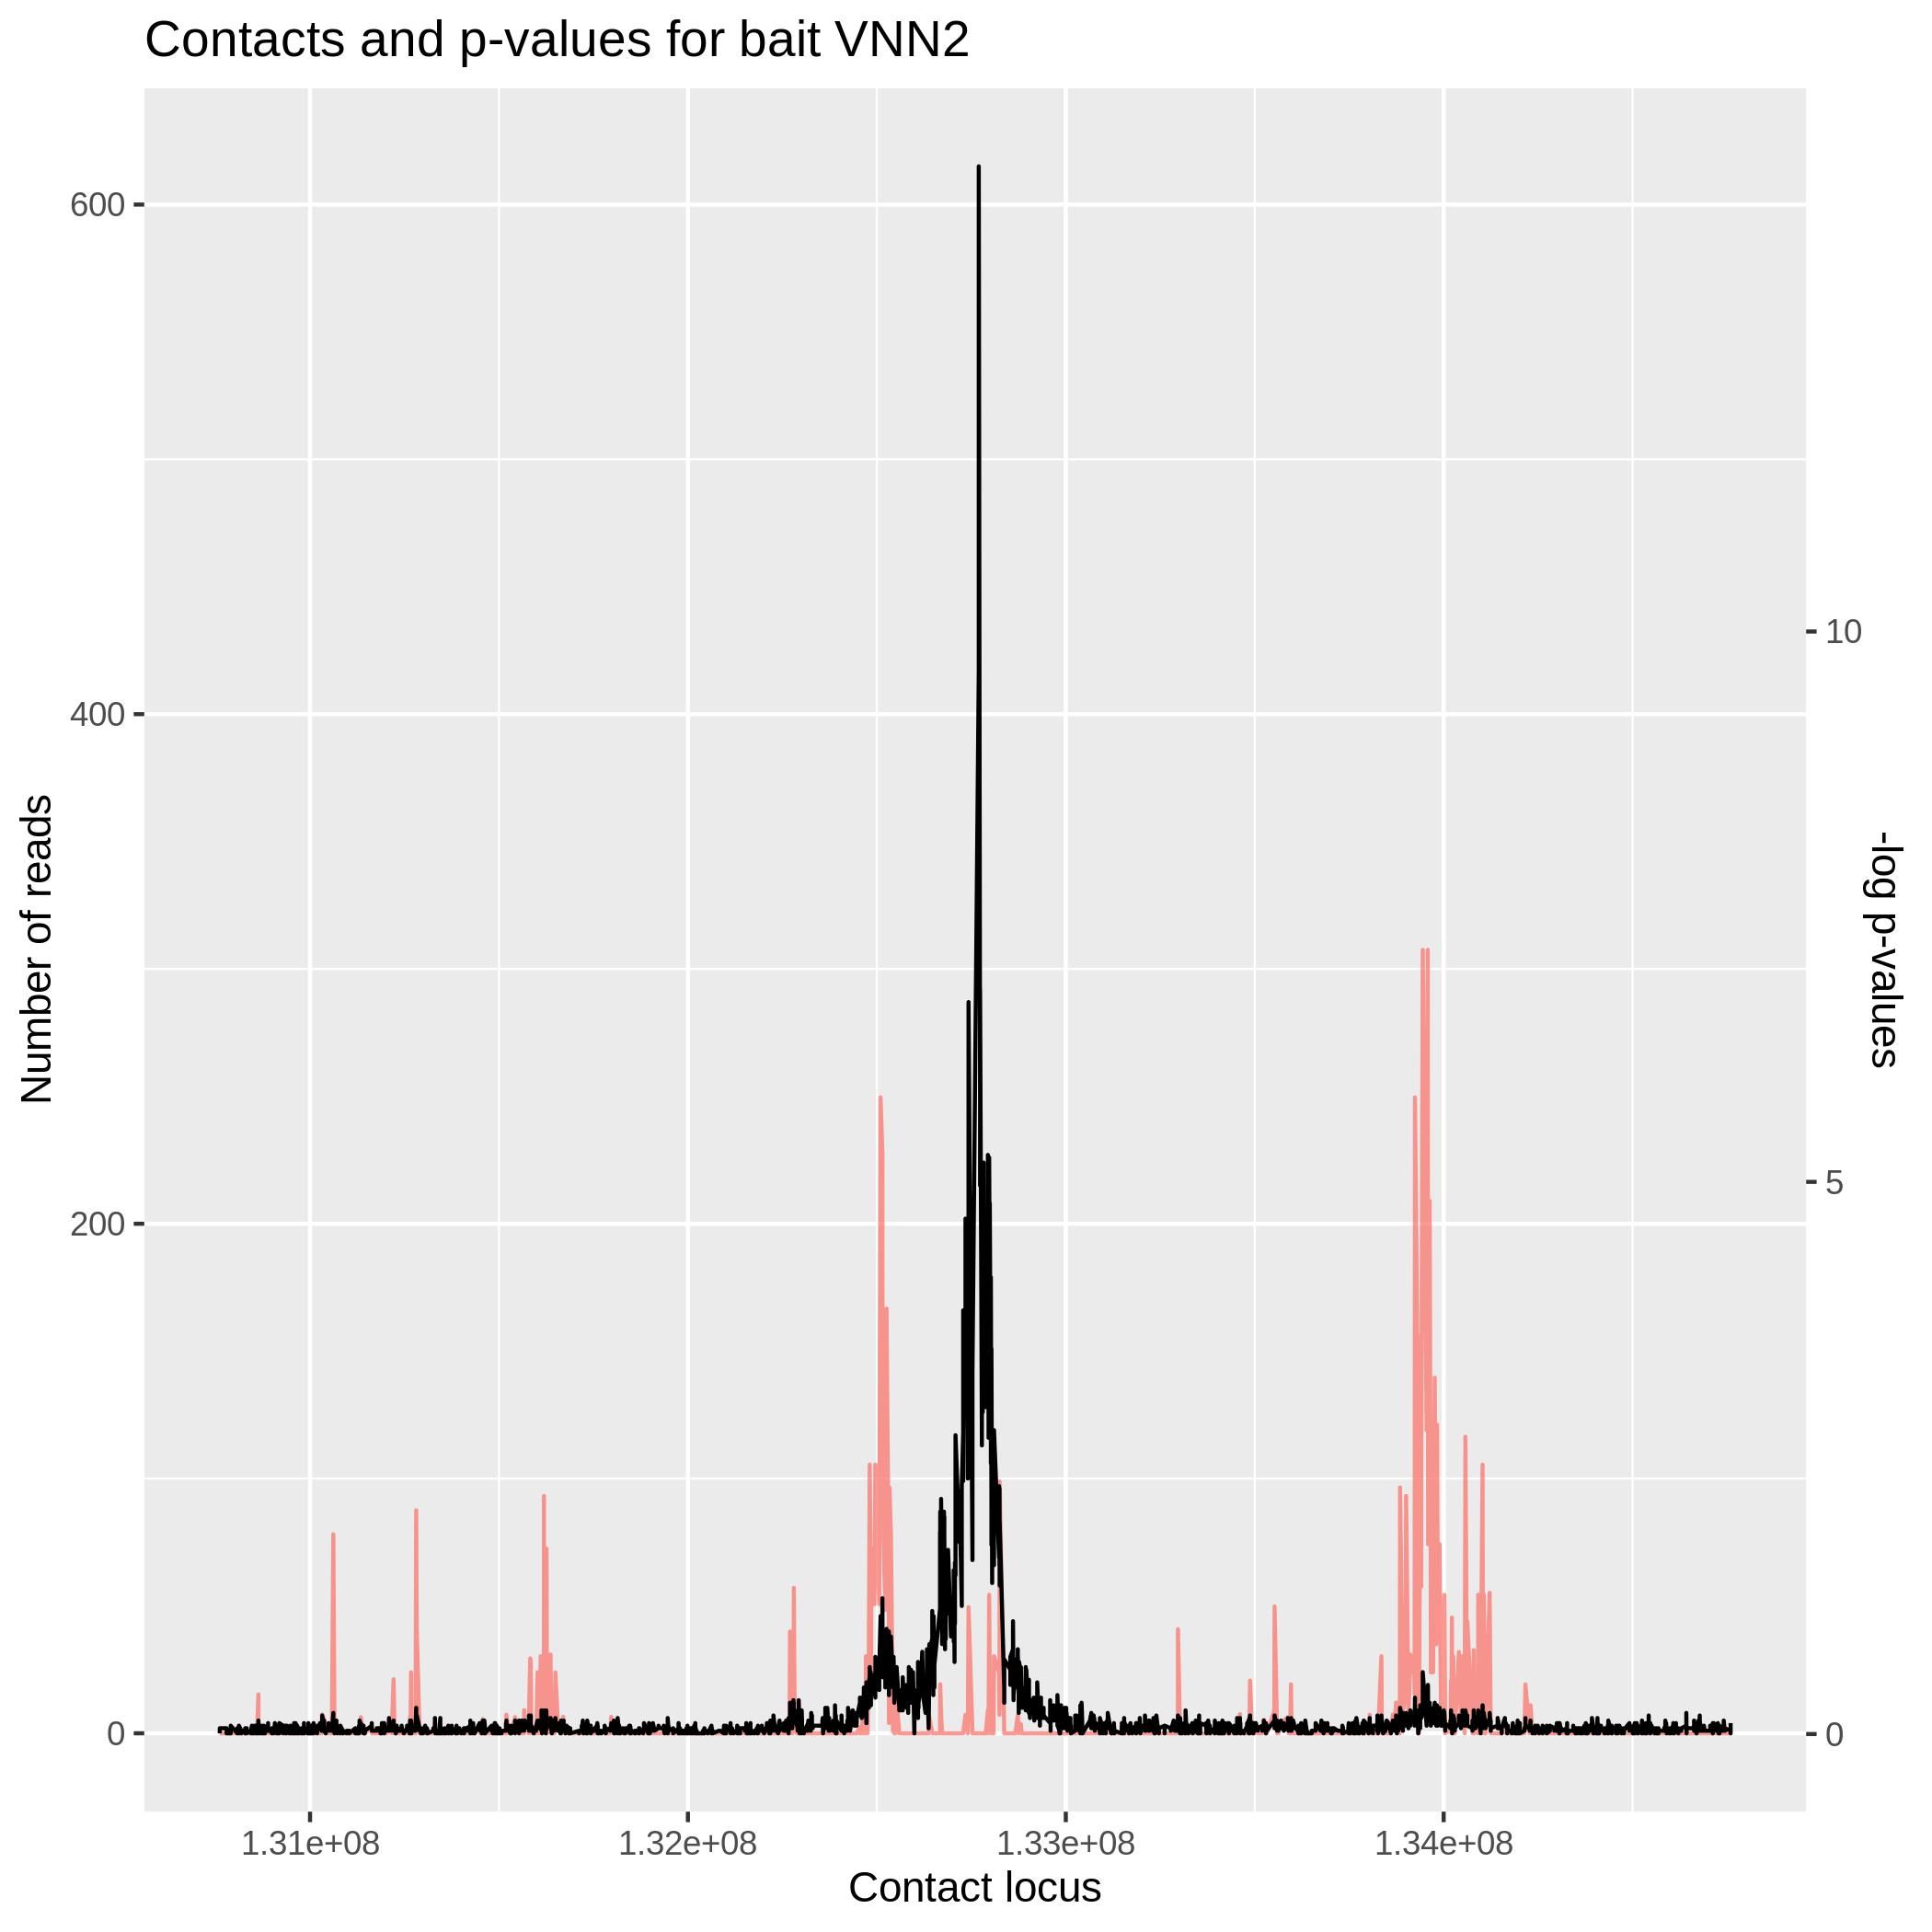 Contacts and p-values for bait VNN2
600
400
200
0
Number of reads
10
5
0
-log p-values
1.31e+08
1.32e+08
1.33e+08
1.34e+08
Contact locus